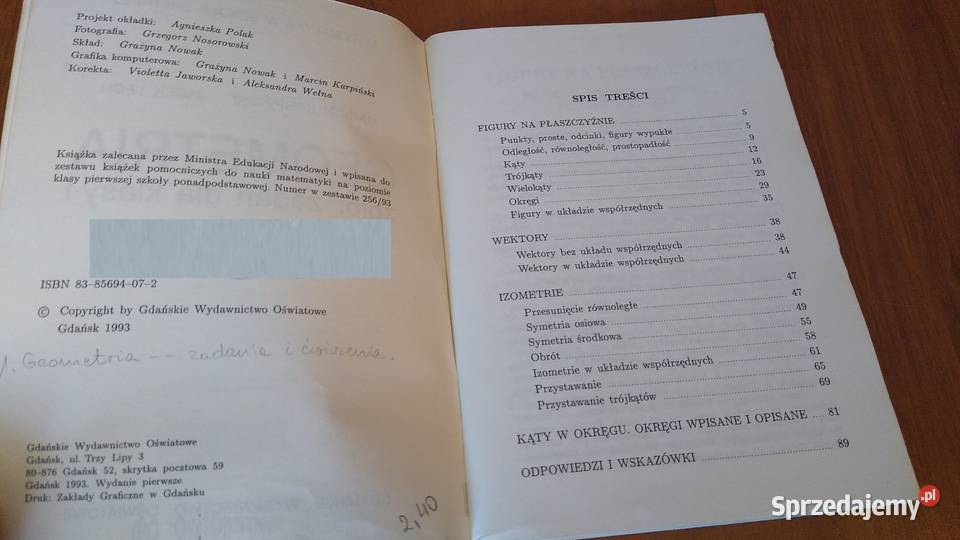 Projekt okładki: Agnieszka Polak
Fotografia: Grzegorz Nosorowski
Skład: Grażyna Nowak
Grafika komputerowa: Grażyna Nowak i Marcin Karpiński
Korekta: Violetta Jaworska i Aleksandra Wełna
Książka zalecana przez Ministra Edukacji Narodowej i wpisana do
zestawu książek pomocniczych do nauki matematyki na poziomie
klasy pierwszej szkoły ponadpodstawowej. Numer w zestawie 256/93
ISBN 83-85694-07-2
© Copyright by Gdańskie Wydawnictwo Oświatowe
Gdańsk 1993
1. Geometria -- zadania i ćwiczenia.
Gdańskie Wydawnictwo Oświatowe
Gdańsk, ul. Trzy Lipy 3
80-876 Gdańsk 52, skrytka pocztowa 59
Gdańsk 1993. Wydanie pierwsze
Druk: Zakłady Graficzne w Gdańsku
2,40
SPIS TREŚCI
FIGURY NA PŁASZCZYŹNIE 5
Punkty, proste, odcinki, figury wypukłe 5
Odległość, równoległość, prostopadłość 9
Kąty 12
Trójkąty 16
Wielokąty 23
Okręgi 29
Figury w układzie współrzędnych 35
WEKTORY 38
Wektory bez układu współrzędnych 38
Wektory w układzie współrzędnych 44
IZOMETRIE 47
Przesunięcie równoległe 47
Symetria osiowa 49
Symetria środkowa 55
Obrót 58
Izometrie w układzie współrzędnych 61
Przystawanie 65
Przystawanie trójkątów 69
KĄTY W OKRĘGU. OKRĘGI WPISANE I OPISANE 81
ODPOWIEDZI I WSKAZÓWKI 89
Sprzedajemy.pl